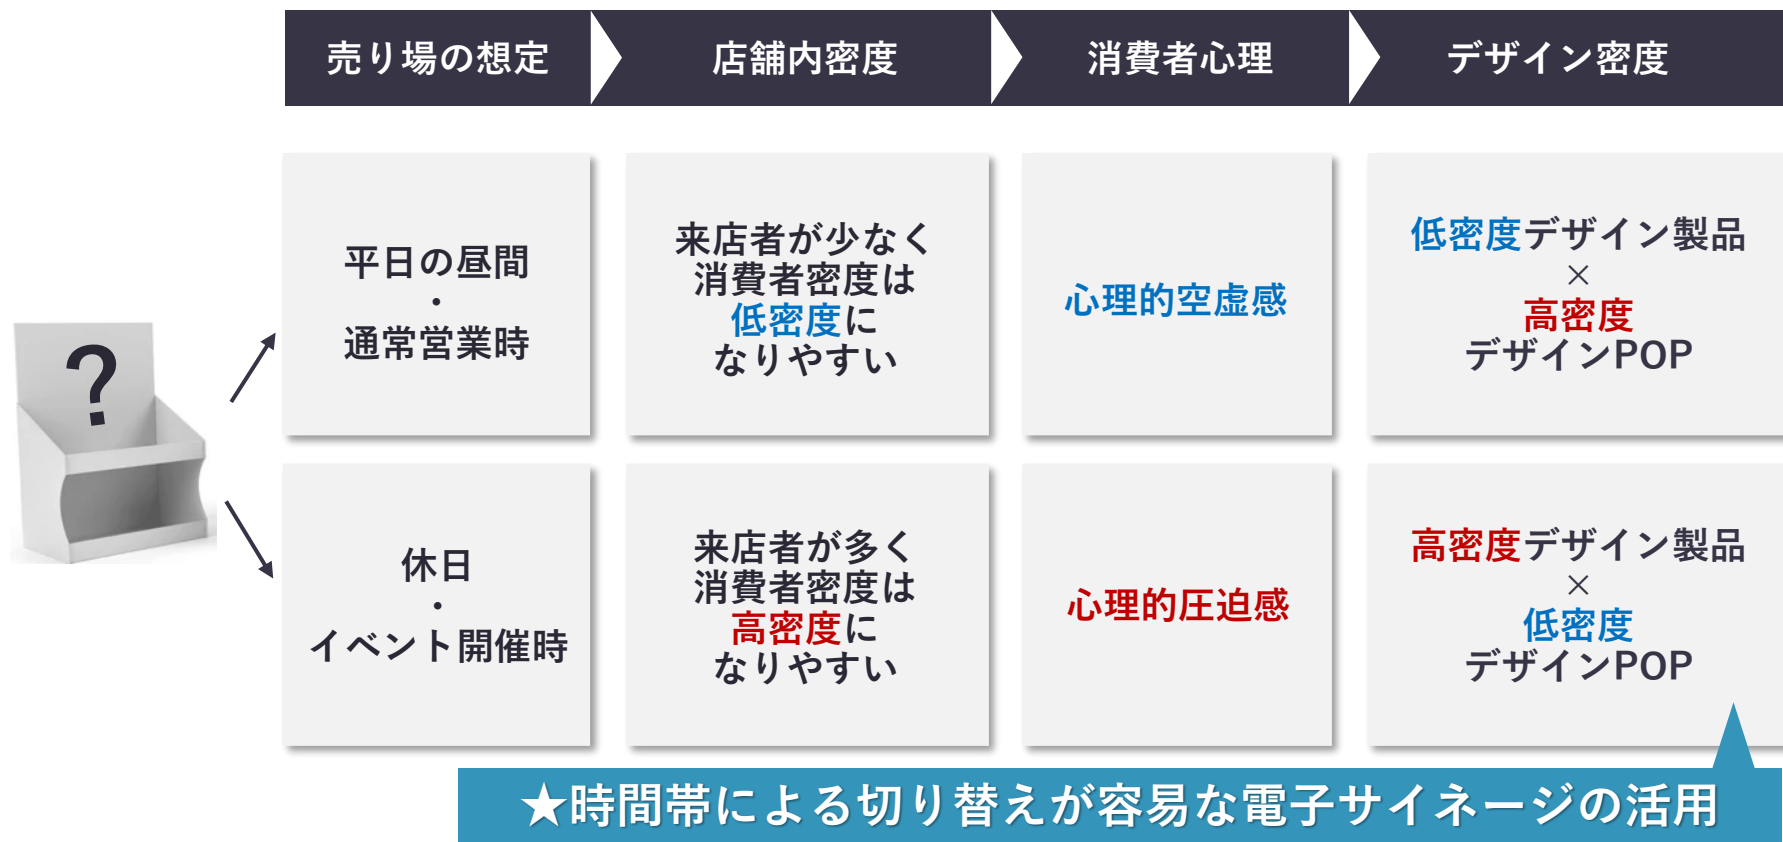 売り場の想定
店舗内密度
消費者心理
デザイン密度
?
平日の昼間
・
通常営業時
来店者が少なく
消費者密度は
低密度に
なりやすい
心理的空虚感
低密度デザイン製品
×
高密度
デザインPOP
休日
・
イベント開催時
来店者が多く
消費者密度は
高密度に
なりやすい
心理的圧迫感
高密度デザイン製品
×
低密度
デザインPOP
★時間帯による切り替えが容易な電子サイネージの活用